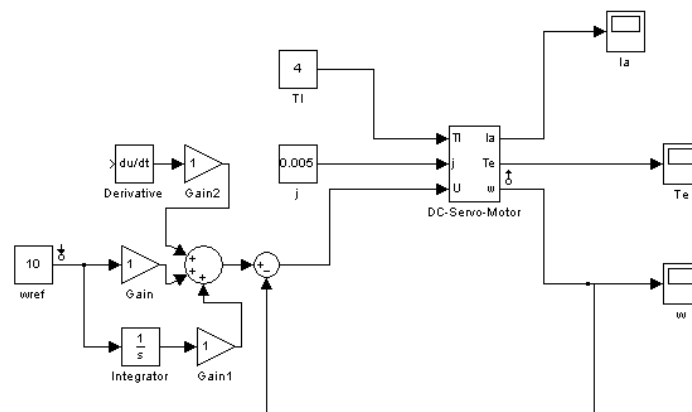 Ia
4
Tl
Tl
Ia
0.005
j
Te
j
U
w
Te
DC-Servo-Motor
du/dt
1
Derivative
Gain2
+
+
+
+
−
10
wref
1
Gain
w
1
s
1
Integrator
Gain1